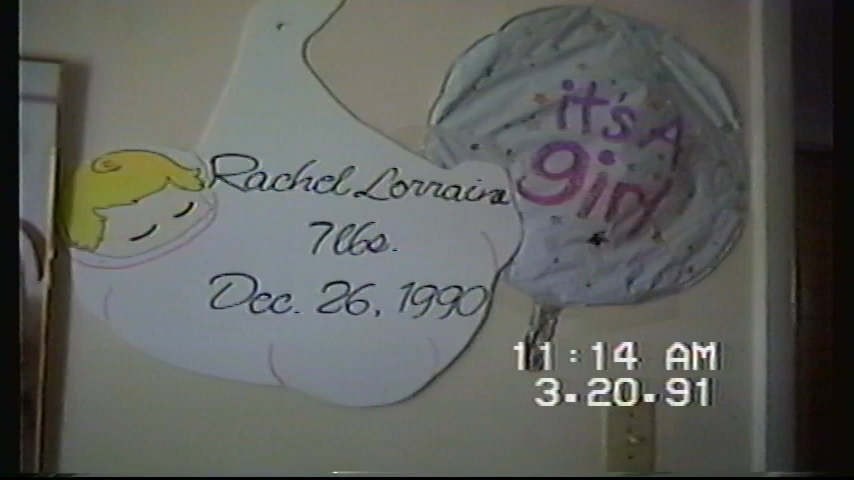 Rachel Lorraine
7lbs.
Dec. 26, 1990
it's A
girl
11:14 AM
3.20.91